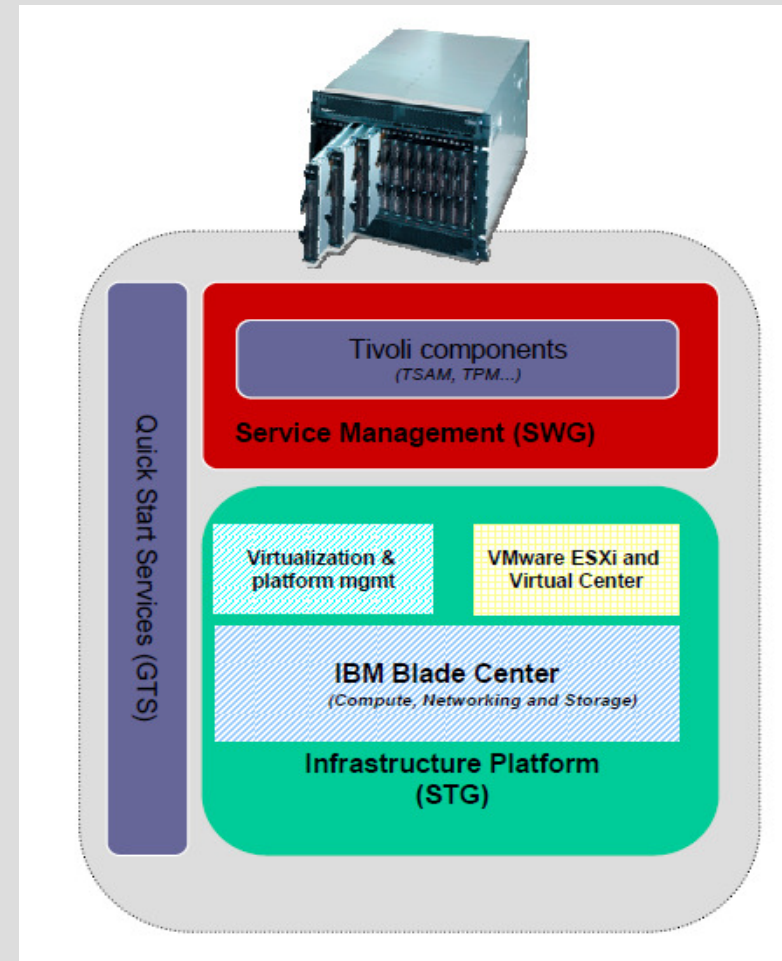 Quick Start Services (GTS)
Tivoli components
(TSAM, TPM...)
Service Management (SWG)
Virtualization &
platform mgmt
VMware ESXi and
Virtual Center
IBM Blade Center
(Compute, Networking and Storage)
Infrastructure Platform
(STG)